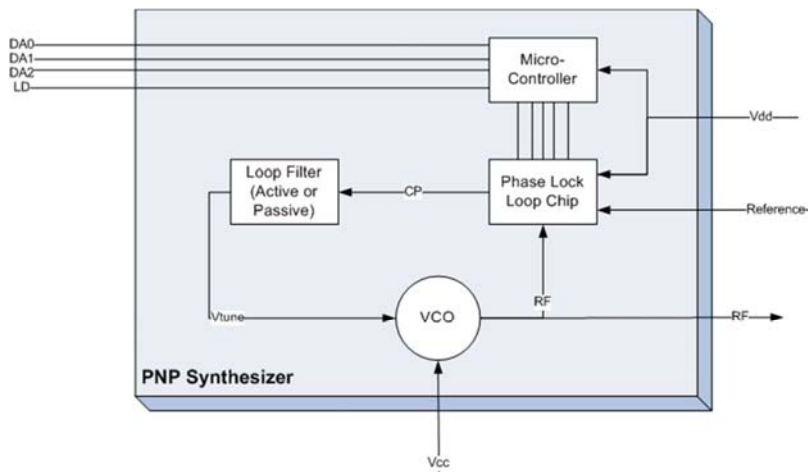 DA0
DA1
DA2
LD
Micro-
Controller
Vdd
Loop Filter
(Active or
Passive)
CP
Phase Lock
Loop Chip
Reference
RF
Vtune
VCO
RF
PNP Synthesizer
Vcc